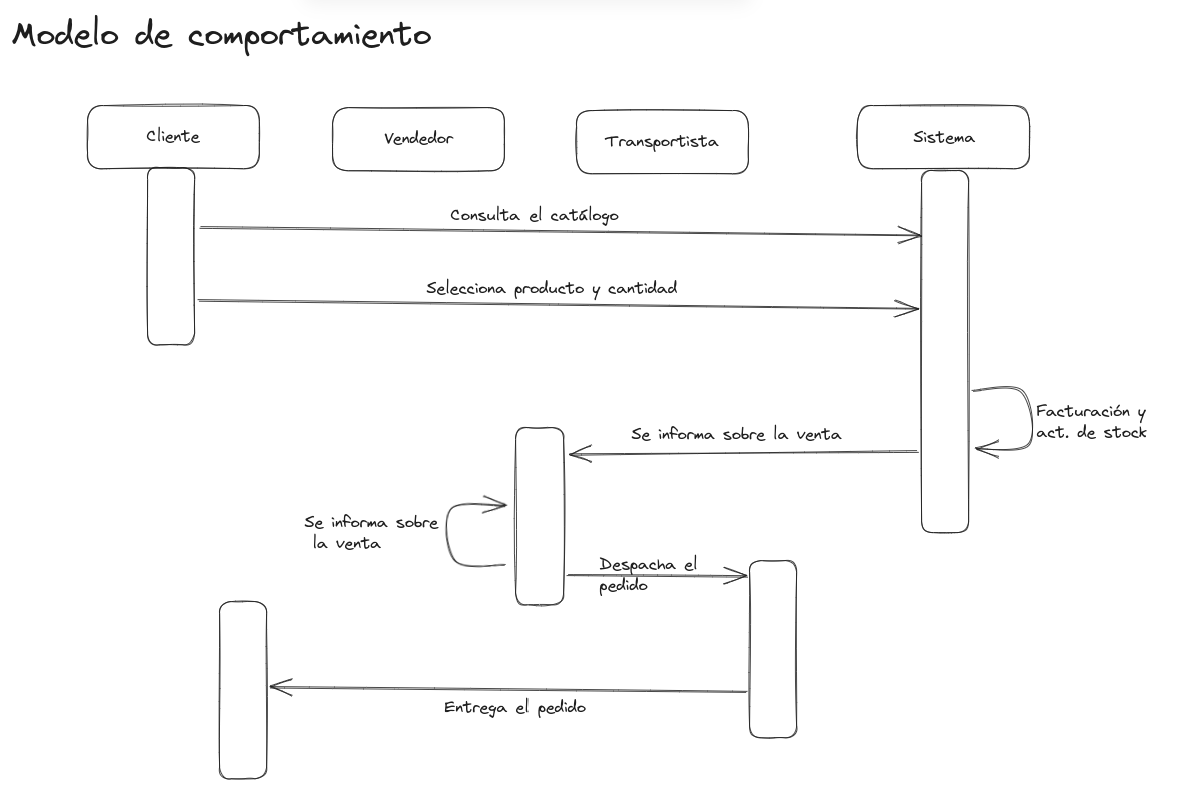 Modelo de comportamiento
Cliente
Vendedor
Transportista
Sistema
Consulta el catálogo
Selecciona producto y cantidad
Facturación y
act. de stock
Se informa sobre la venta
Se informa sobre
la venta
Despacha el
pedido
Entrega el pedido